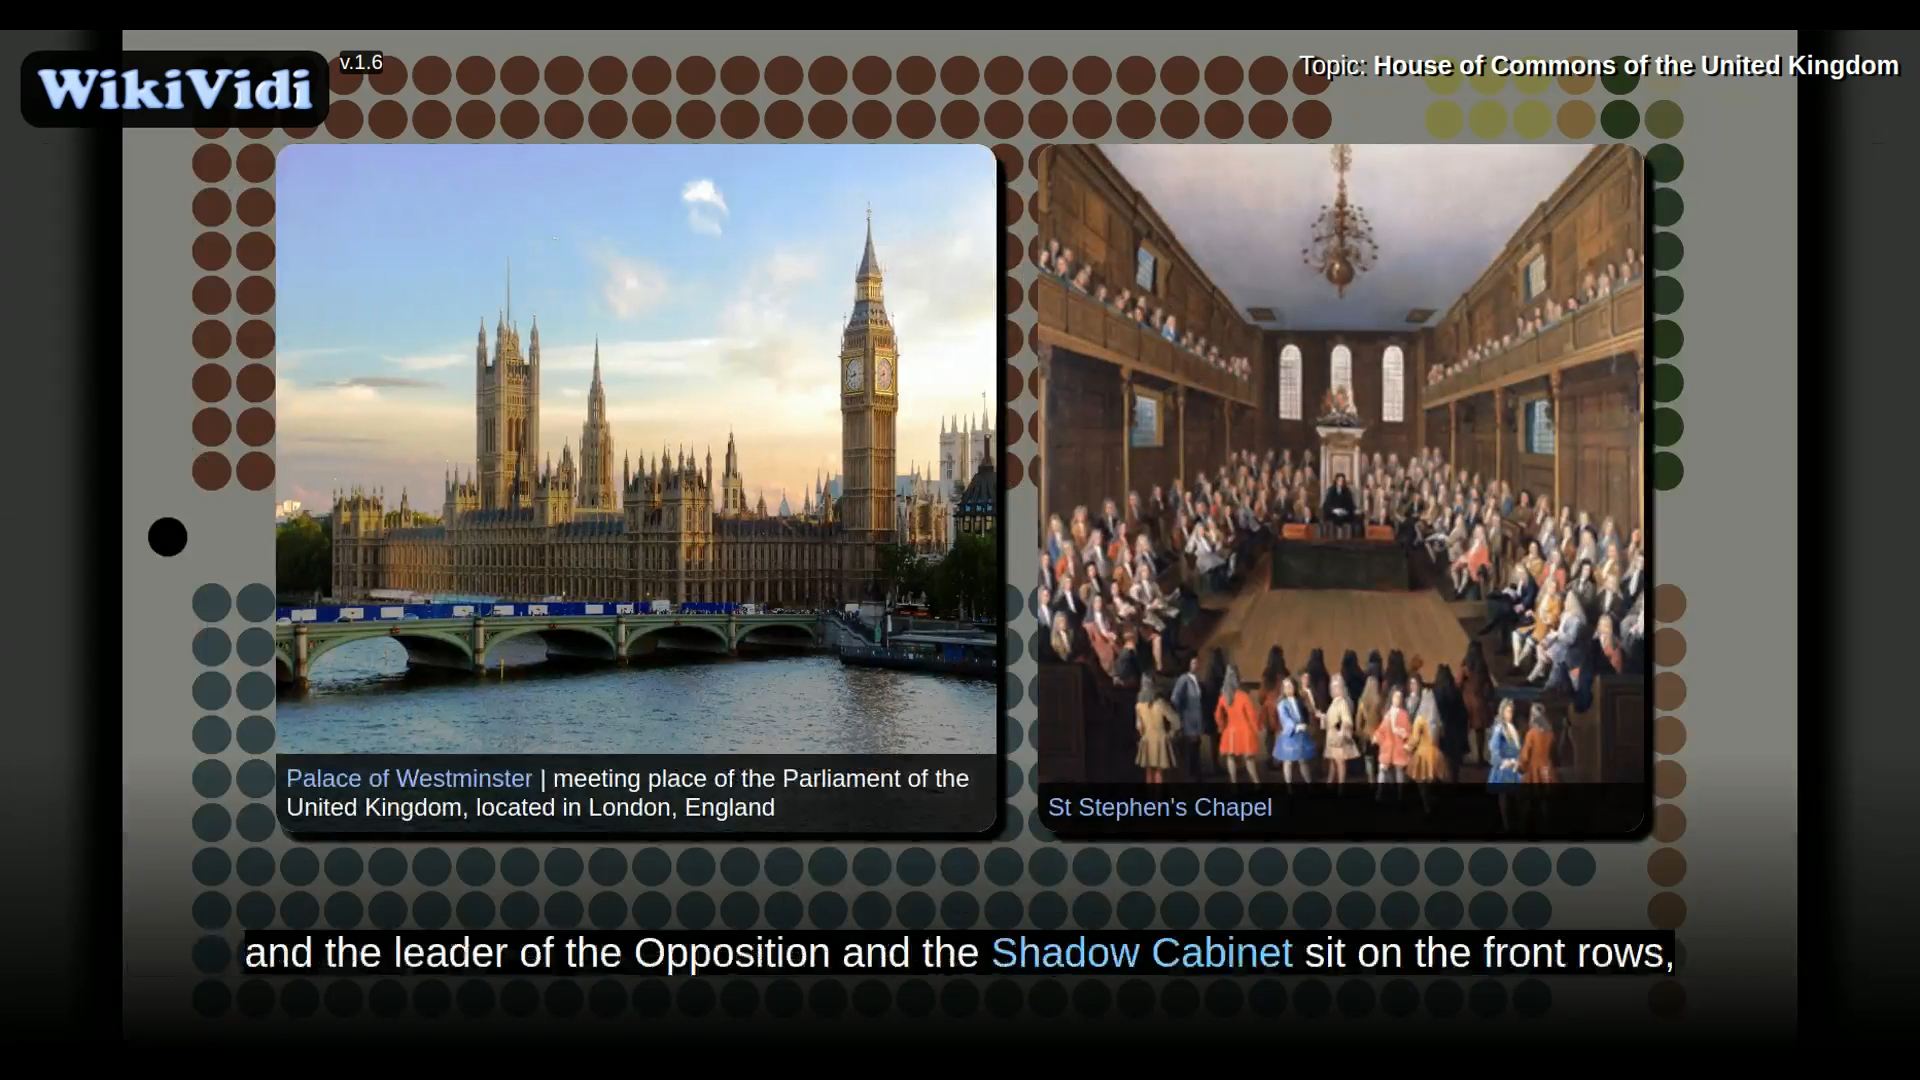 WikiVidi
v.1.6
Topic: House of Commons of the United Kingdom
Palace of Westminster | meeting place of the Parliament of the
United Kingdom, located in London, England
St Stephen's Chapel
and the leader of the Opposition and the Shadow Cabinet sit on the front rows,